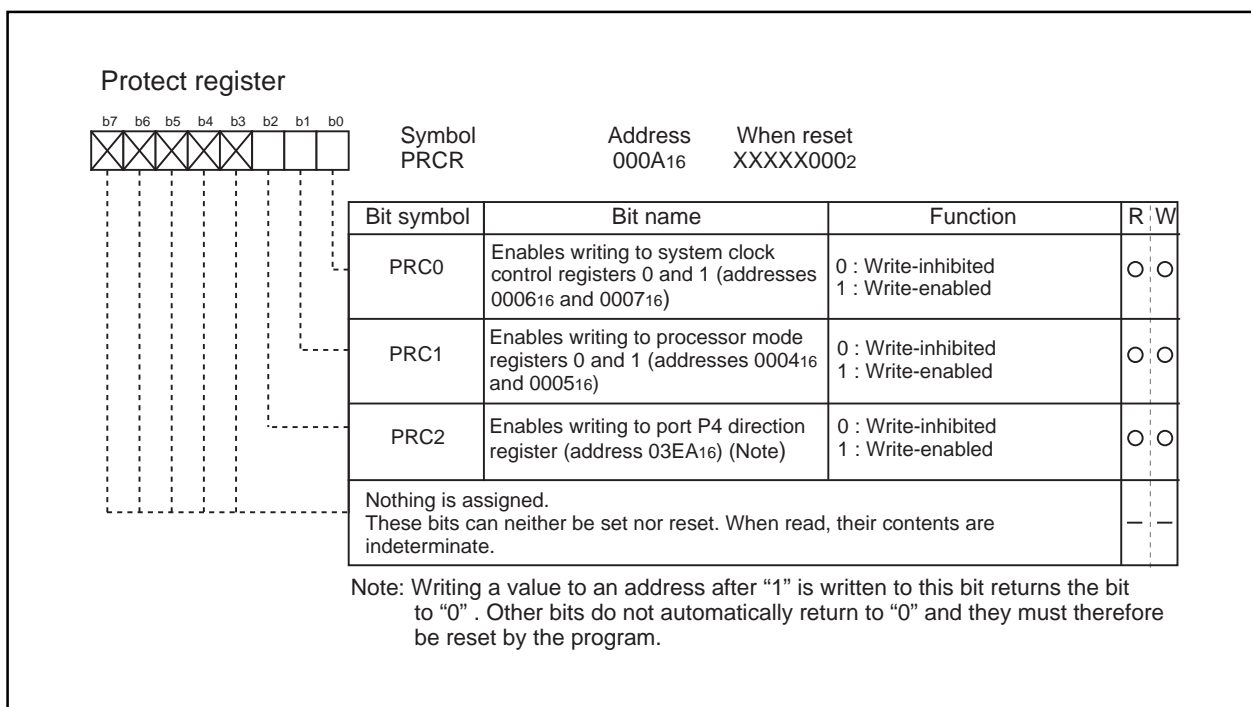 Protect register
b7 b6 b5 b4 b3 b2 b1 b0
Symbol Address When reset
PRCR 000A16 XXXXX0002
Bit symbol Bit name Function R W
PRC0
Enables writing to system clock
control registers 0 and 1 (addresses
000616 and 000716)
0 : Write-inhibited
1 : Write-enabled
PRC1
Enables writing to processor mode
registers 0 and 1 (addresses 000416
and 000516)
0 : Write-inhibited
1 : Write-enabled
PRC2
Enables writing to port P4 direction
register (address 03EA16) (Note)
0 : Write-inhibited
1 : Write-enabled
Nothing is assigned.
These bits can neither be set nor reset. When read, their contents are
indeterminate.
Note: Writing a value to an address after “1” is written to this bit returns the bit
to “0” . Other bits do not automatically return to “0” and they must therefore
be reset by the program.